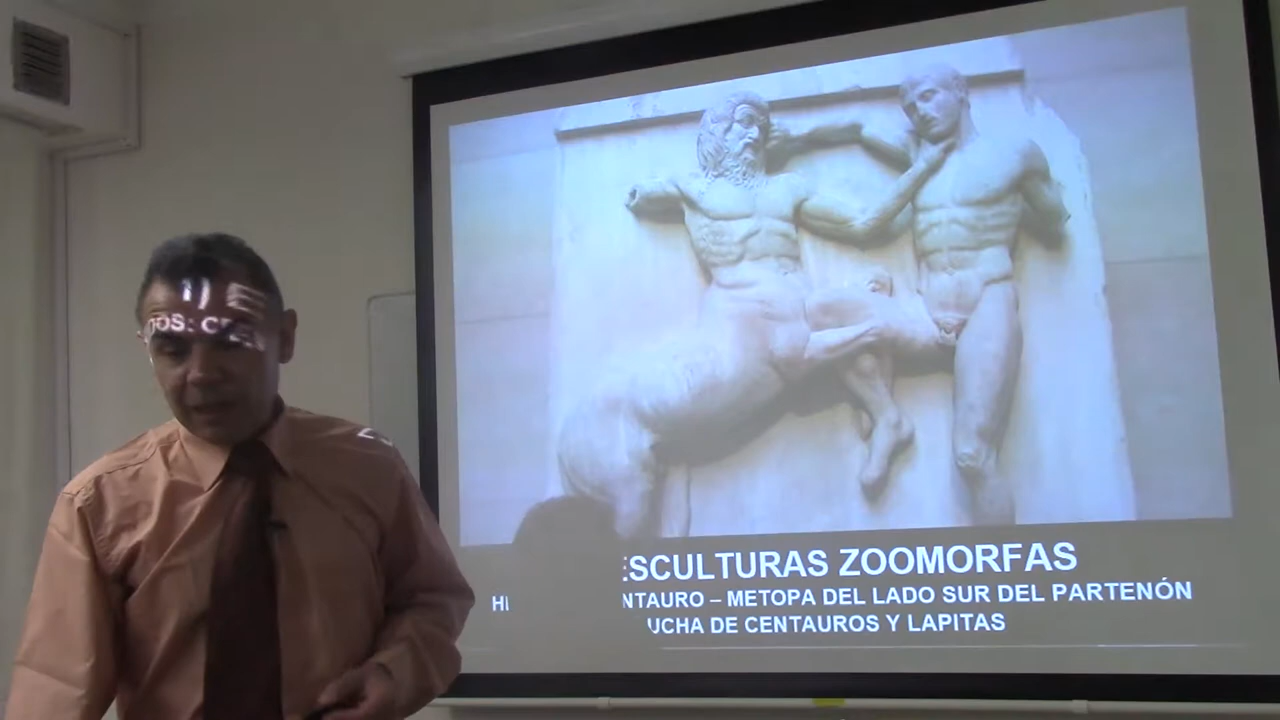 ESCULTURAS ZOOMORFAS
NTAURO – METOPA DEL LADO SUR DEL PARTENÓN
UCHA DE CENTAUROS Y LAPITAS